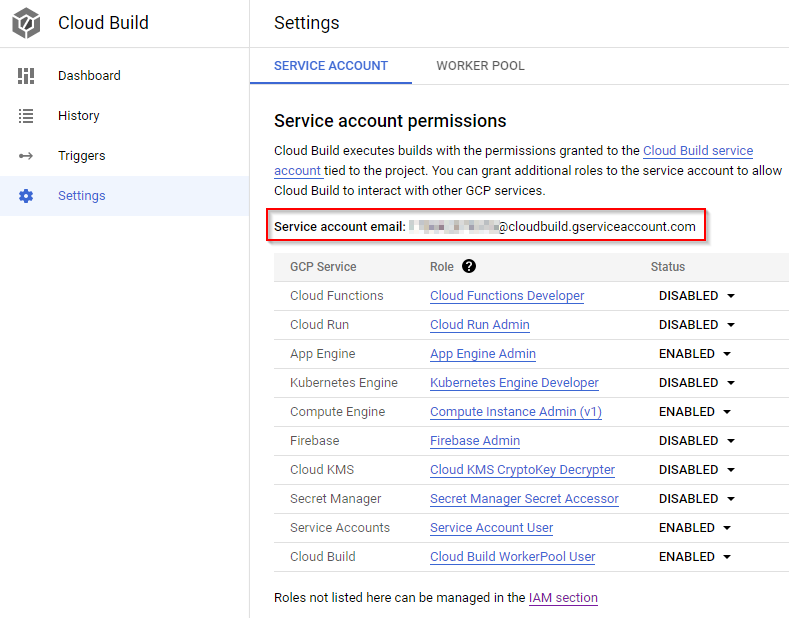 Cloud Build
Settings
Dashboard
History
Triggers
Settings
SERVICE ACCOUNT WORKER POOL
Service account permissions
Cloud Build executes builds with the permissions granted to the Cloud Build service
account tied to the project. You can grant additional roles to the service account to allow
Cloud Build to interact with other GCP services.
Service account email: @cloudbuild.gserviceaccount.com
GCP Service Role ? Status
Cloud Functions Cloud Functions Developer DISABLED
Cloud Run Cloud Run Admin DISABLED
App Engine App Engine Admin ENABLED
Kubernetes Engine Kubernetes Engine Developer DISABLED
Compute Engine Compute Instance Admin (v1) ENABLED
Firebase Firebase Admin DISABLED
Cloud KMS Cloud KMS CryptoKey Decrypter DISABLED
Secret Manager Secret Manager Secret Accessor DISABLED
Service Accounts Service Account User ENABLED
Cloud Build Cloud Build WorkerPool User ENABLED
Roles not listed here can be managed in the IAM section